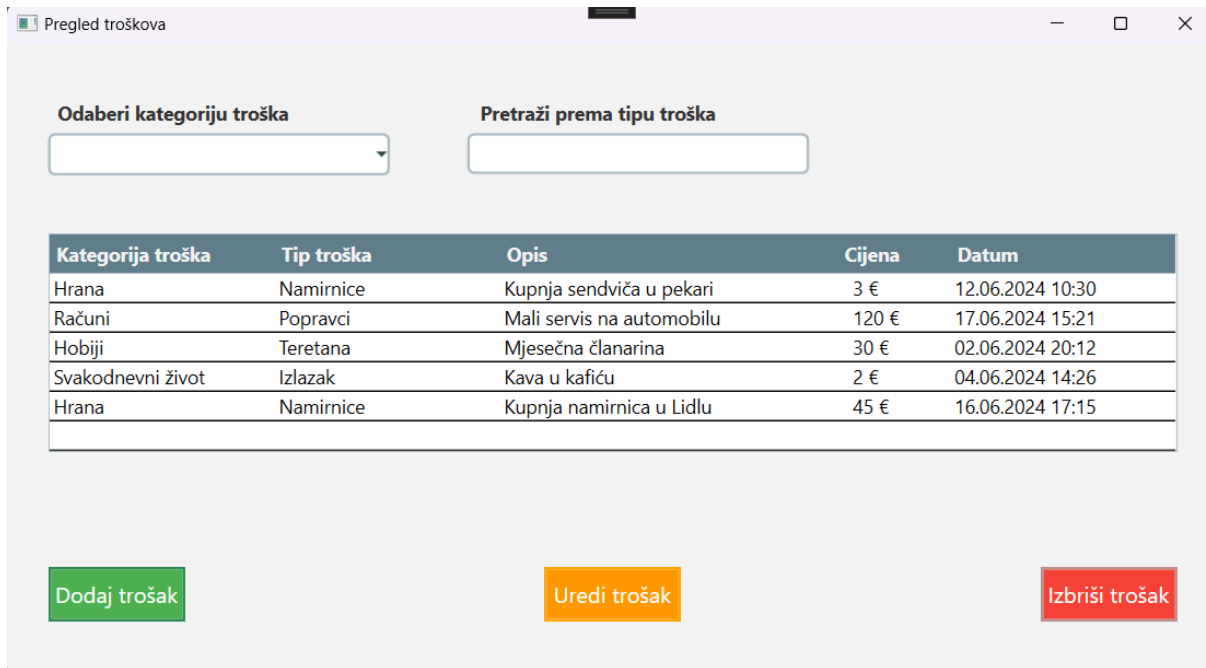 Pregled troškova
Odaberi kategoriju troška Pretraži prema tipu troška
Kategorija troška Tip troška Opis Cijena Datum
Hrana Namirnice Kupnja sendviča u pekari 3 € 12.06.2024 10:30
Računi Popravci Mali servis na automobilu 120 € 17.06.2024 15:21
Hobiji Teretana Mjesečna članarina 30 € 02.06.2024 20:12
Svakodnevni život Izlazak Kava u kafiću 2 € 04.06.2024 14:26
Hrana Namirnice Kupnja namirnica u Lidlu 45 € 16.06.2024 17:15
Dodaj trošak Uredi trošak Izbriši trošak